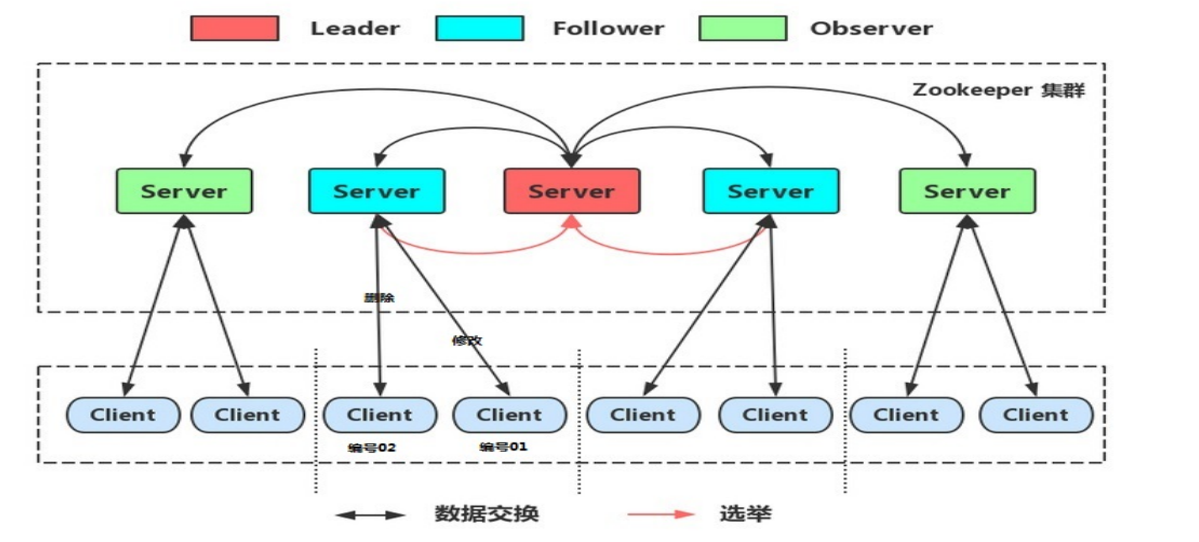 Leader Follower Observer
Zookeeper 集群
Server Server Server Server Server
删除
修改
Client Client Client Client Client Client Client Client
编号02 编号01
数据交换 选举